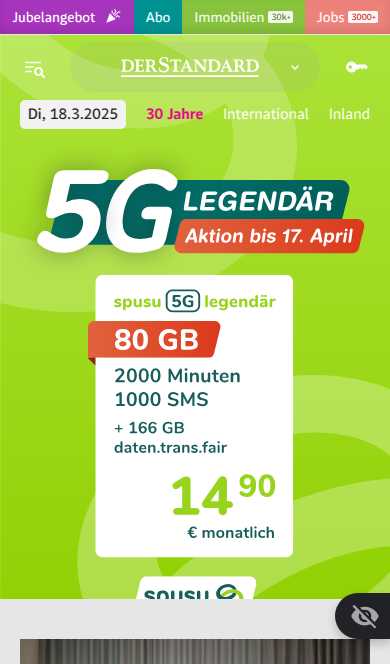 Jubelangebot
Abo
Immobilien 30k+
Jobs 3000+
DERSTANDARD
Di, 18.3.2025
30 Jahre
International
Inland
5G LEGENDÄR
Aktion bis 17. April
spusu 5G legendär
80 GB
2000 Minuten
1000 SMS
+ 166 GB
daten.trans.fair
14 90
€ monatlich
spusu